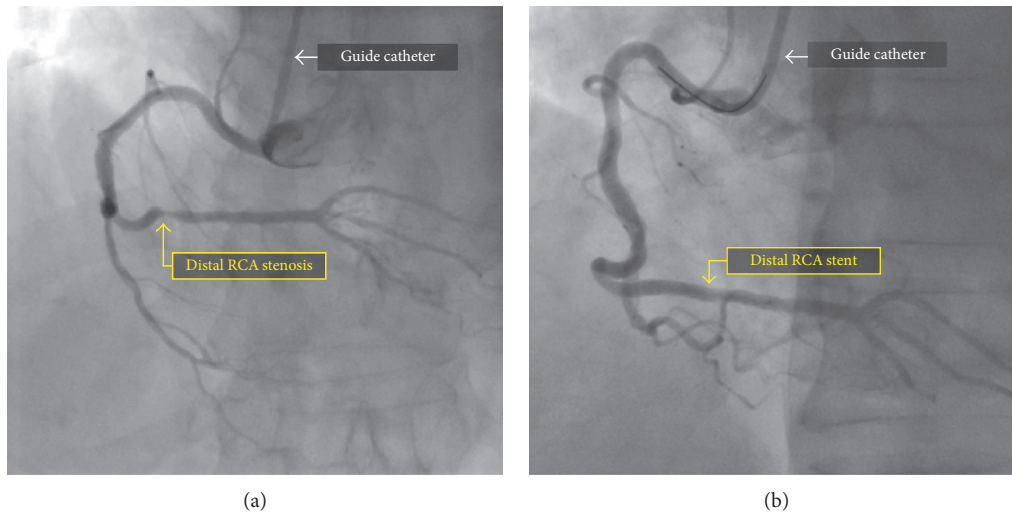 Guide catheter
Distal RCA stenosis
(a)
Guide catheter
Distal RCA stent
(b)